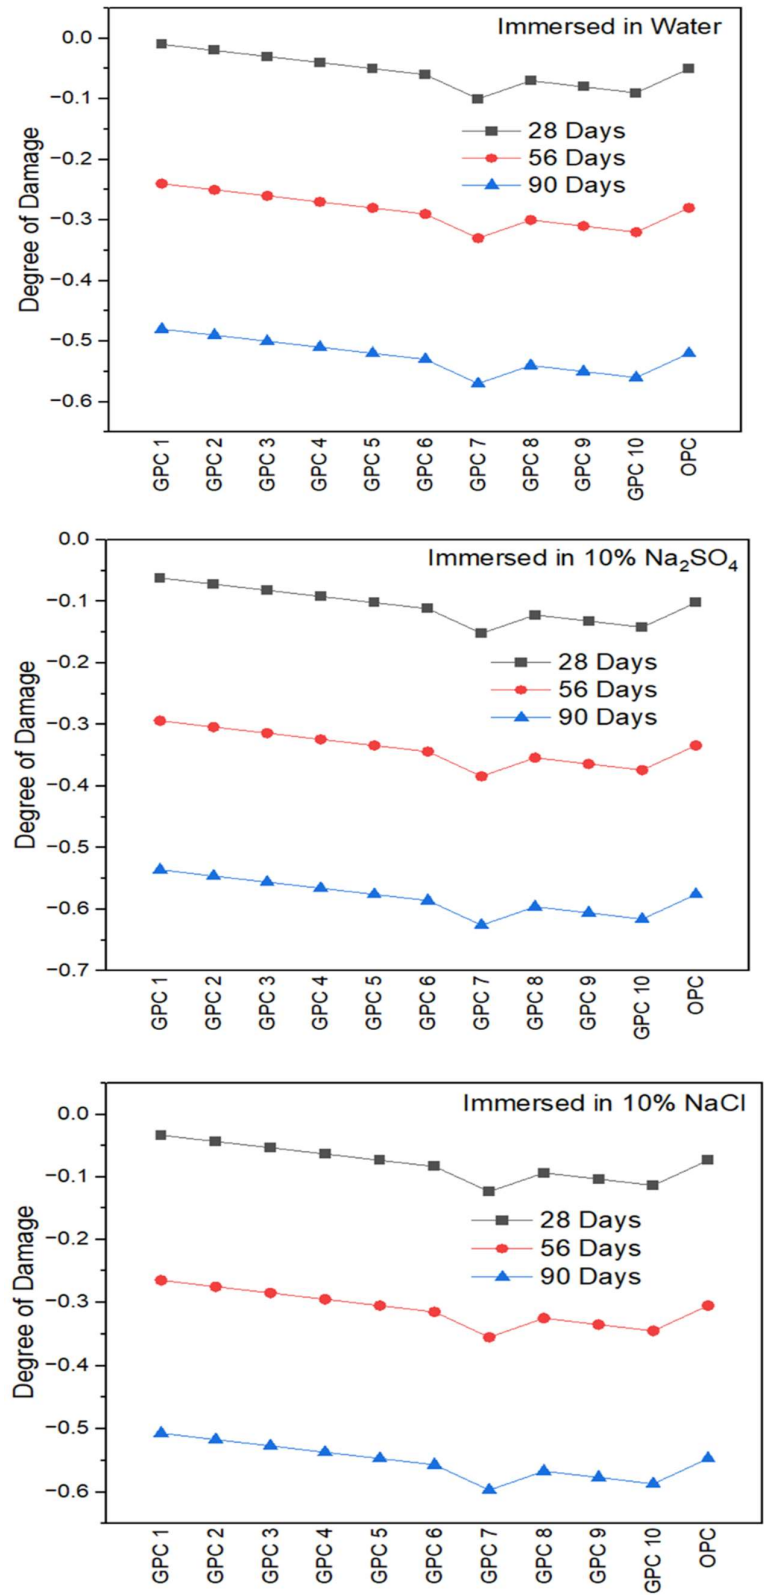 Immersed in Water
0.0
−0.1
−0.2
−0.3
−0.4
−0.5
−0.6
Degree of Damage
28 Days
56 Days
90 Days
GPC 1
GPC 2
GPC 3
GPC 4
GPC 5
GPC 6
GPC 7
GPC 8
GPC 9
GPC 10
OPC
Immersed in 10% Na₂SO₄
0.0
−0.1
−0.2
−0.3
−0.4
−0.5
−0.6
−0.7
Degree of Damage
28 Days
56 Days
90 Days
GPC 1
GPC 2
GPC 3
GPC 4
GPC 5
GPC 6
GPC 7
GPC 8
GPC 9
GPC 10
OPC
Immersed in 10% NaCl
0.0
−0.1
−0.2
−0.3
−0.4
−0.5
−0.6
Degree of Damage
28 Days
56 Days
90 Days
GPC 1
GPC 2
GPC 3
GPC 4
GPC 5
GPC 6
GPC 7
GPC 8
GPC 9
GPC 10
OPC